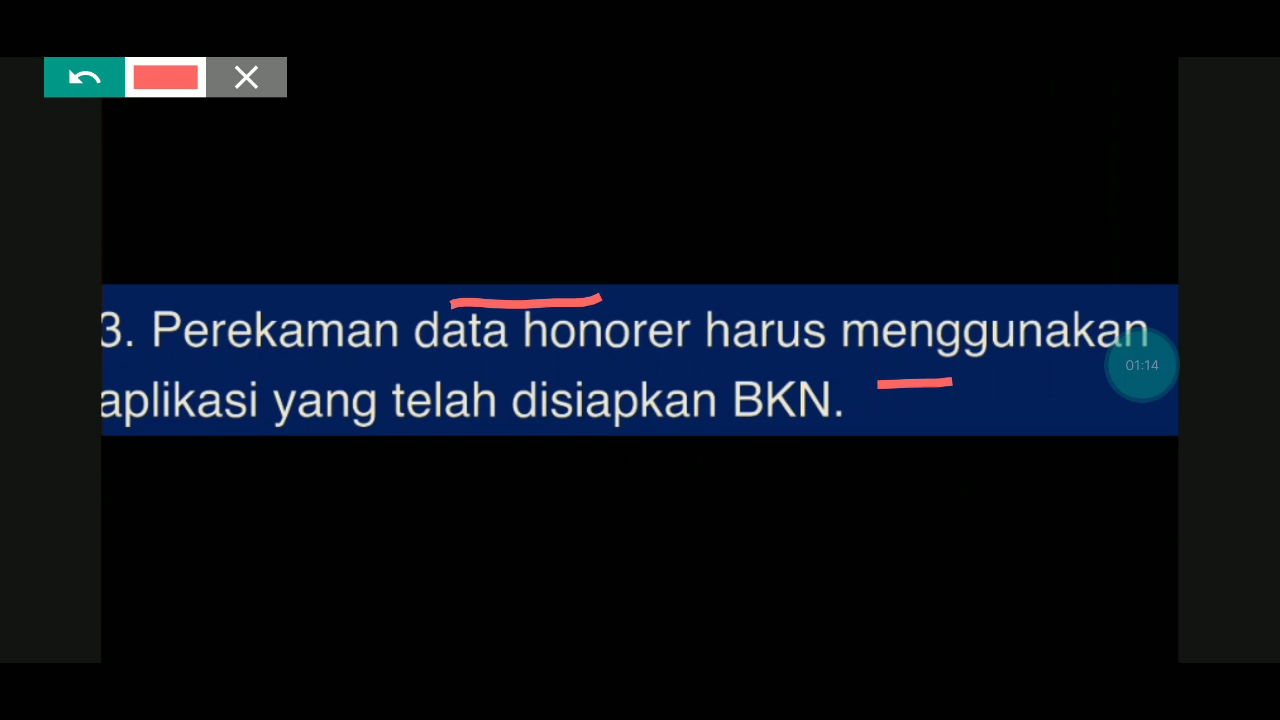 3. Perekaman data honorer harus menggunakan
aplikasi yang telah disiapkan BKN.
01:14